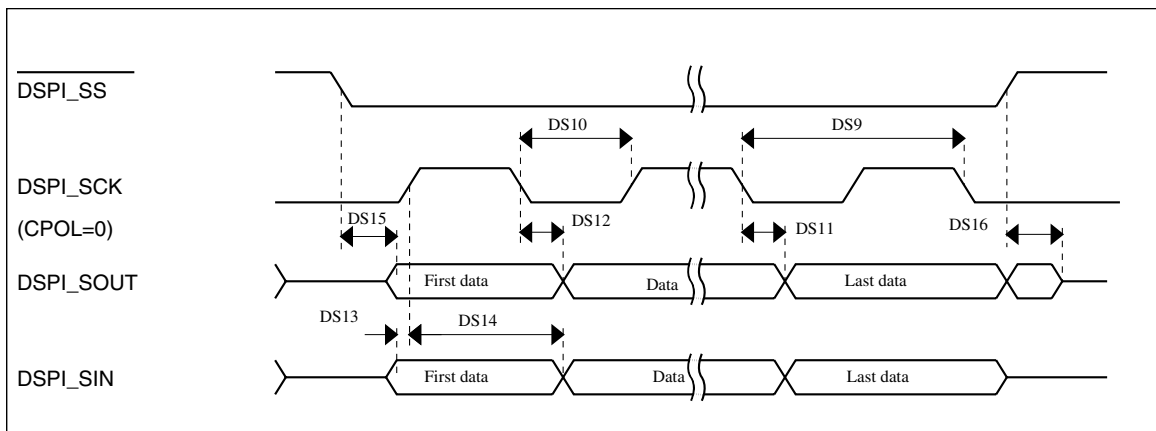 DSPI_SS
DS10
DS9
DSPI_SCK
(CPOL=0)
DS15
DS12
DS11
DS16
DSPI_SOUT
First data
Data
Last data
DS13
DS14
DSPI_SIN
First data
Data
Last data